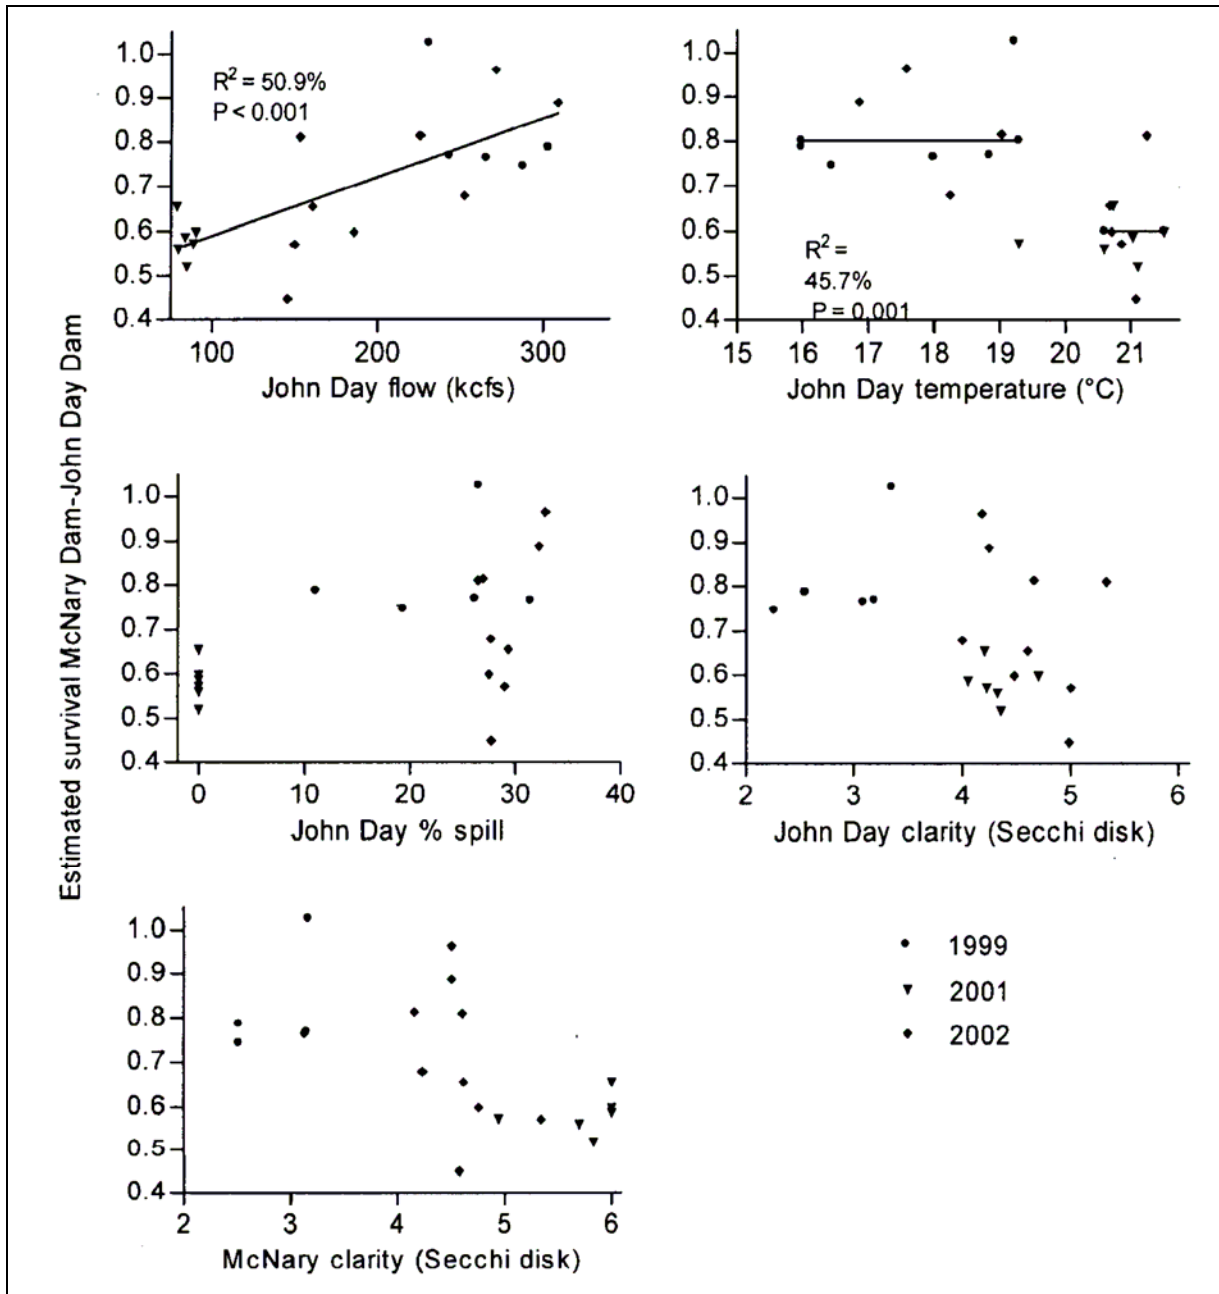 Estimated survival McNary Dam-John Day Dam
1.0
0.9
0.8
0.7
0.6
0.5
0.4
R² = 50.9%
P < 0.001
100 200 300
John Day flow (kcfs)
1.0
0.9
0.8
0.7
0.6
0.5
0.4
R² =
45.7%
P = 0.001
15 16 17 18 19 20 21
John Day temperature (°C)
1.0
0.9
0.8
0.7
0.6
0.5
0.4
0 10 20 30 40
John Day % spill
1.0
0.9
0.8
0.7
0.6
0.5
0.4
2 3 4 5 6
John Day clarity (Secchi disk)
1.0
0.9
0.8
0.7
0.6
0.5
0.4
2 3 4 5 6
McNary clarity (Secchi disk)
1999
2001
2002